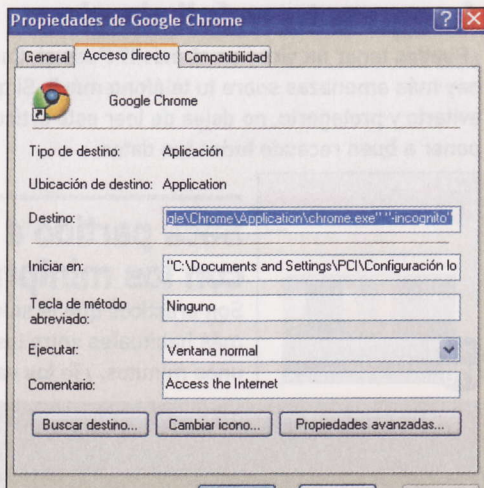 Propiedades de Google Chrome
General Acceso directo Compatibilidad
Google Chrome
Tipo de destino: Aplicación
Ubicación de destino: Application
Destino: gle\Chrome\Application\chrome.exe" "-incognito"
Iniciar en: "C:\Documents and Settings\PCI\Configuración lo
Tecla de método abreviado: Ninguno
Ejecutar: Ventana normal
Comentario: Access the Internet
Buscar destino... Cambiar icono... Propiedades avanzadas...